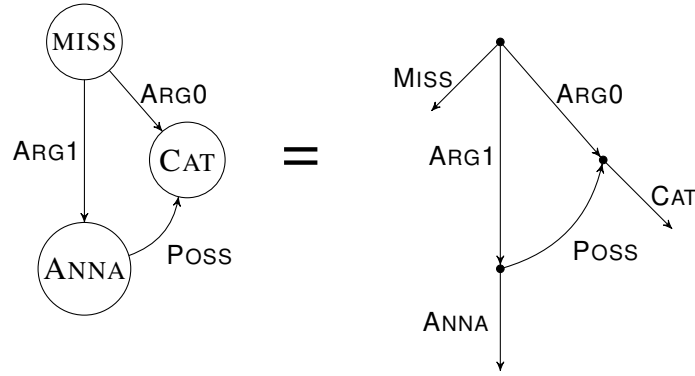 MISS
ARG0
ARG1
CAT
ANNA
POSS
=
MISS
ARG0
ARG1
CAT
POSS
ANNA